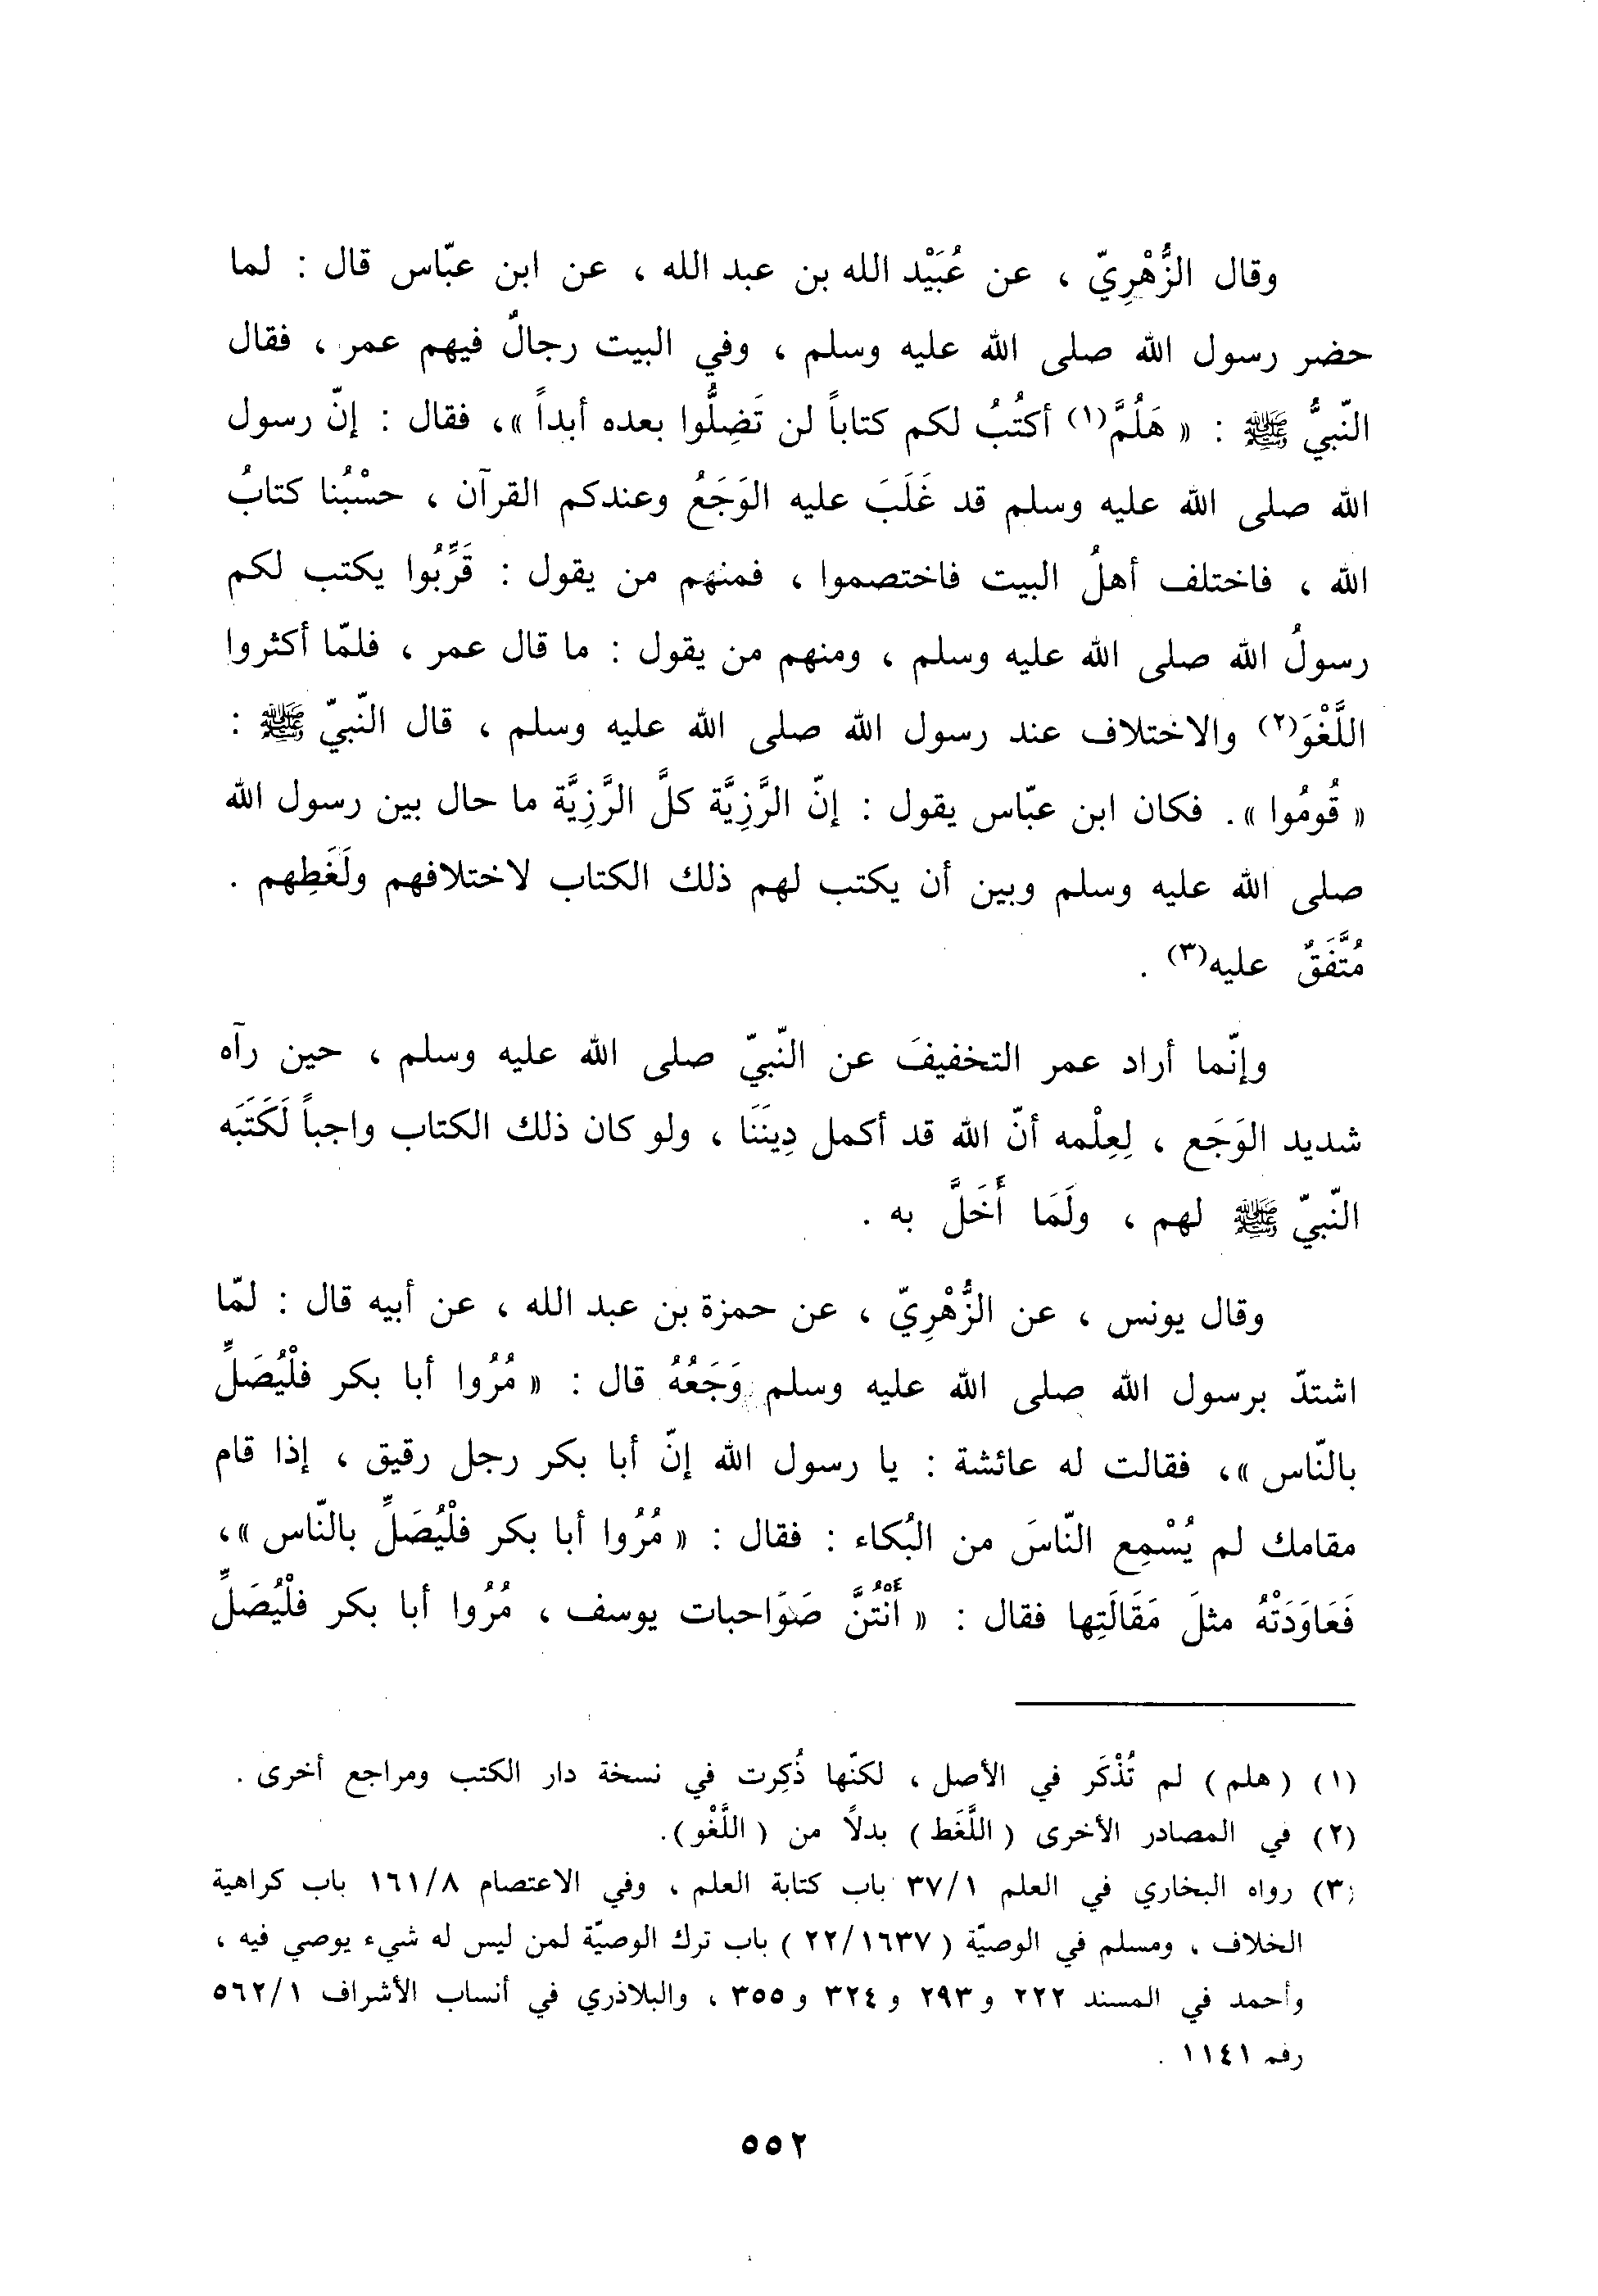 وقال الزُّهْرِيّ ، عن عُبَيْد الله بن عبد الله ، عن ابن عبّاس قال : لما
حضر رسول الله صلى الله عليه وسلم ، وفي البيت رجالٌ فيهم عمر ، فقال
النّبيُّ ﷺ : « هَلُمَّ(١) أكتُبُ لكم كتاباً لن تَضِلُّوا بعده أبداً »، فقال : إنّ رسول
الله صلى الله عليه وسلم قد غَلَبَ عليه الوَجَعُ وعندكم القرآن ، حسْبُنا كتابُ
الله ، فاختلف أهلُ البيت فاختصموا ، فمنهم من يقول : قَرِّبُوا يكتب لكم
رسولُ الله صلى الله عليه وسلم ، ومنهم من يقول : ما قال عمر ، فلمّا أكثروا
اللَّغْوَ(٢) والاختلاف عند رسول الله صلى الله عليه وسلم ، قال النّبيّ ﷺ :
« قُومُوا ». فكان ابن عبّاس يقول : إنّ الرَّزِيَّة كلَّ الرَّزِيَّة ما حال بين رسول الله
صلى الله عليه وسلم وبين أن يكتب لهم ذلك الكتاب لاختلافهم ولَغَطِهم .
مُتَّفَقٌ عليه(٣) .
وإنّما أراد عمر التخفيفَ عن النّبيّ صلى الله عليه وسلم ، حين رآه
شديد الوَجَع ، لِعِلْمه أنّ الله قد أكمل دِينَنَا ، ولو كان ذلك الكتاب واجباً لَكَتَبَه
النّبيّ ﷺ لهم ، ولَمَا أَخَلَّ به .
وقال يونس ، عن الزُّهْرِيّ ، عن حمزة بن عبد الله ، عن أبيه قال : لمّا
اشتدّ برسول الله صلى الله عليه وسلم وَجَعُهُ قال : « مُرُوا أبا بكر فلْيُصَلِّ
بالنّاس »، فقالت له عائشة : يا رسول الله إنّ أبا بكر رجل رقيق ، إذا قام
مقامك لم يُسْمِع النّاسَ من البُكاء : فقال : « مُرُوا أبا بكر فلْيُصَلِّ بالنّاس »،
فَعَاوَدَتْهُ مثلَ مَقَالَتِها فقال : « أَنْتُنَّ صَوَاحبات يوسف ، مُرُوا أبا بكر فلْيُصَلِّ
(١) ( هلم ) لم تُذْكَر في الأصل ، لكنّها ذُكِرت في نسخة دار الكتب ومراجع أخرى .
(٢) في المصادر الأخرى ( اللَّغَط ) بدلاً من ( اللَّغْو ).
(٣) رواه البخاري في العلم ٣٧/١ باب كتابة العلم ، وفي الاعتصام ١٦١/٨ باب كراهية
الخلاف ، ومسلم في الوصيّة ( ٢٢/١٦٣٧ ) باب ترك الوصيّة لمن ليس له شيء يوصي فيه ،
وأحمد في المسند ٢٢٢ و ٢٩٣ و ٣٢٤ و ٣٥٥ ، والبلاذري في أنساب الأشراف ٥٦٢/١
رقم ١١٤١ .
٥٥٢